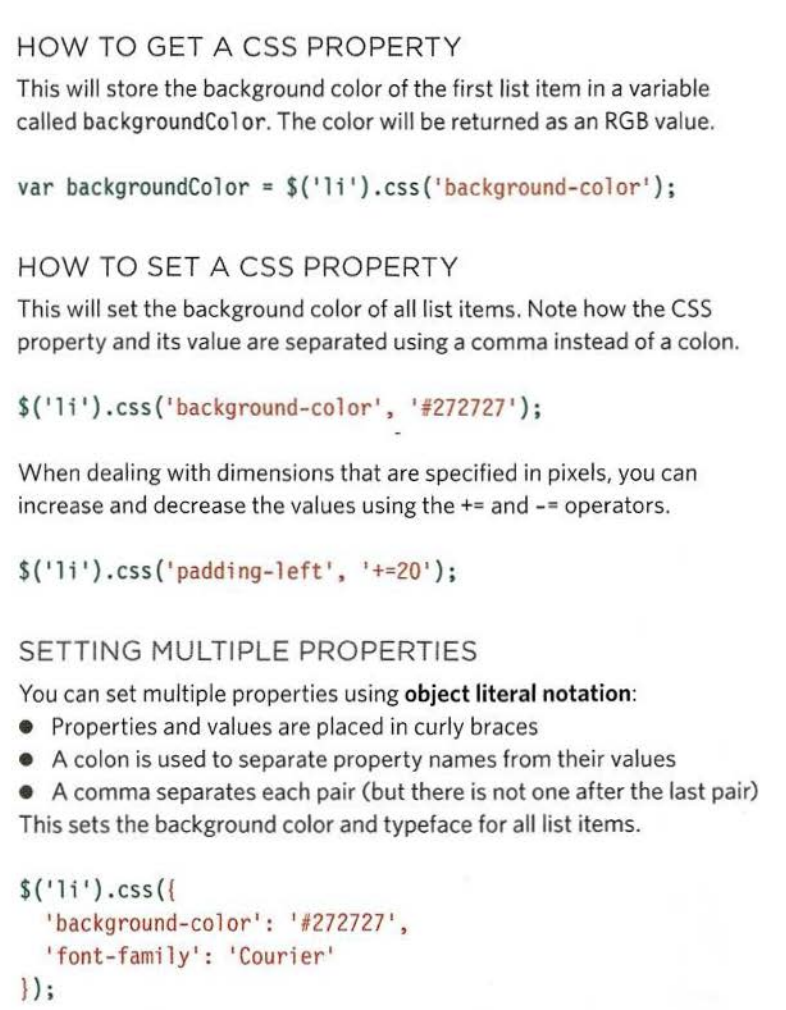 HOW TO GET A CSS PROPERTY
This will store the background color of the first list item in a variable
called backgroundColor. The color will be returned as an RGB value.
var backgroundColor = $('li').css('background-color');
HOW TO SET A CSS PROPERTY
This will set the background color of all list items. Note how the CSS
property and its value are separated using a comma instead of a colon.
$('li').css('background-color', '#272727');
When dealing with dimensions that are specified in pixels, you can
increase and decrease the values using the += and -= operators.
$('li').css('padding-left', '+=20');
SETTING MULTIPLE PROPERTIES
You can set multiple properties using object literal notation:
● Properties and values are placed in curly braces
● A colon is used to separate property names from their values
● A comma separates each pair (but there is not one after the last pair)
This sets the background color and typeface for all list items.
$('li').css({
  'background-color': '#272727',
  'font-family': 'Courier'
});